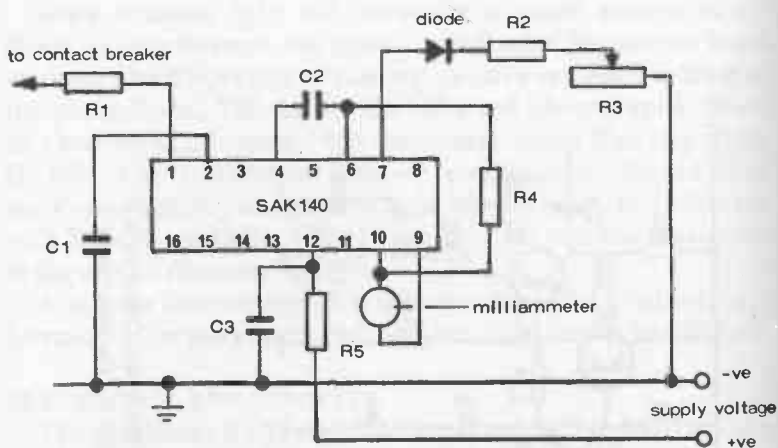 diode
R2
to contact breaker
C2
R1
R3
1 2 3 4 5 6 7 8
SAK140
R4
C1
16 15 14 13 12 11 10 9
C3
milliammeter
R5
-ve
supply voltage
+ve